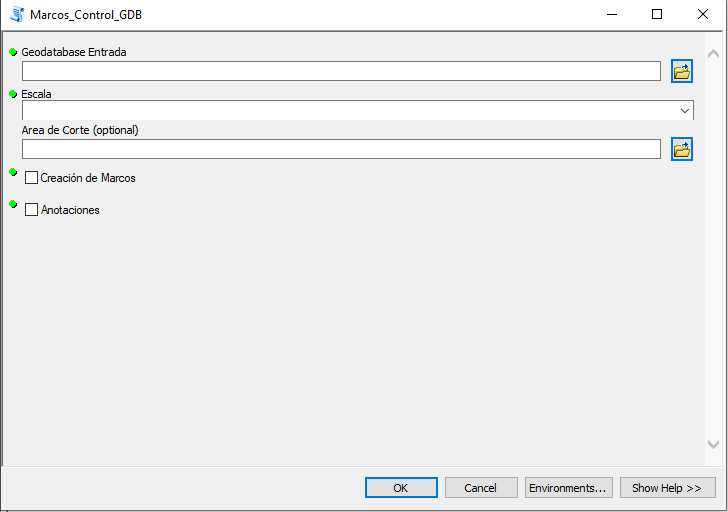 Marcos_Control_GDB
Geodatabase Entrada
Escala
Area de Corte (optional)
Creación de Marcos
Anotaciones
OK
Cancel
Environments...
Show Help >>